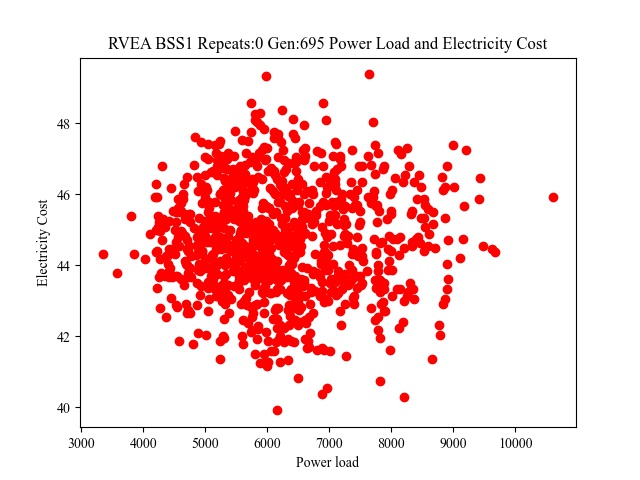 RVEA BSS1 Repeats:0 Gen:695 Power Load and Electricity Cost
48
46
44
42
40
Electricity Cost
3000 4000 5000 6000 7000 8000 9000 10000
Power load